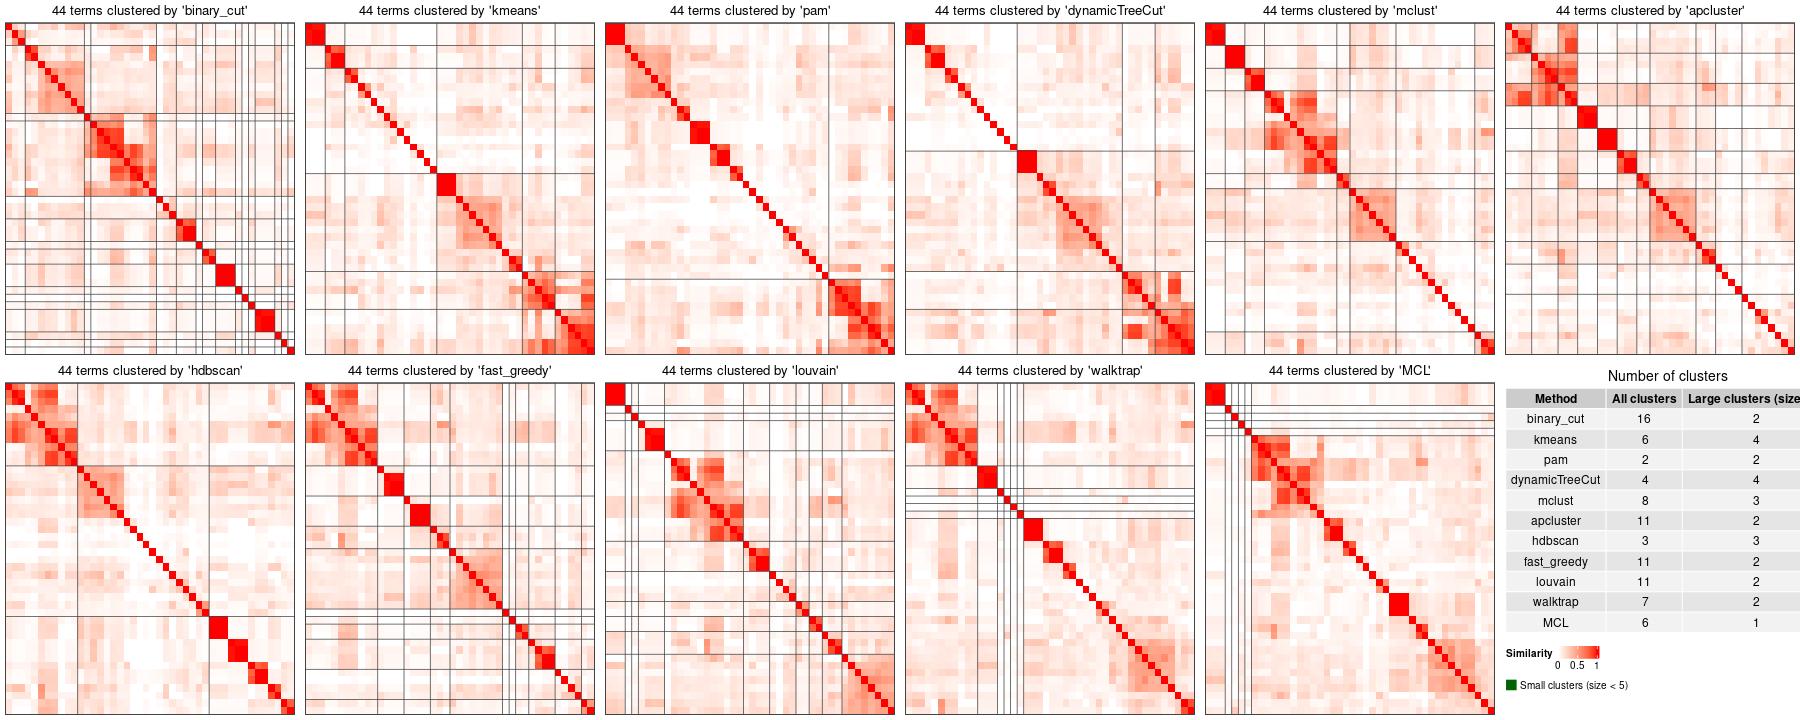 44 terms clustered by 'binary_cut'
44 terms clustered by 'kmeans'
44 terms clustered by 'pam'
44 terms clustered by 'dynamicTreeCut'
44 terms clustered by 'mclust'
44 terms clustered by 'apcluster'
44 terms clustered by 'hdbscan'
44 terms clustered by 'fast_greedy'
44 terms clustered by 'louvain'
44 terms clustered by 'walktrap'
44 terms clustered by 'MCL'
Number of clusters
Method All clusters Large clusters (size
binary_cut 16 2
kmeans 6 4
pam 2 2
dynamicTreeCut 4 4
mclust 8 3
apcluster 11 2
hdbscan 3 3
fast_greedy 11 2
louvain 11 2
walktrap 7 2
MCL 6 1
Similarity
0 0.5 1
Small clusters (size < 5)